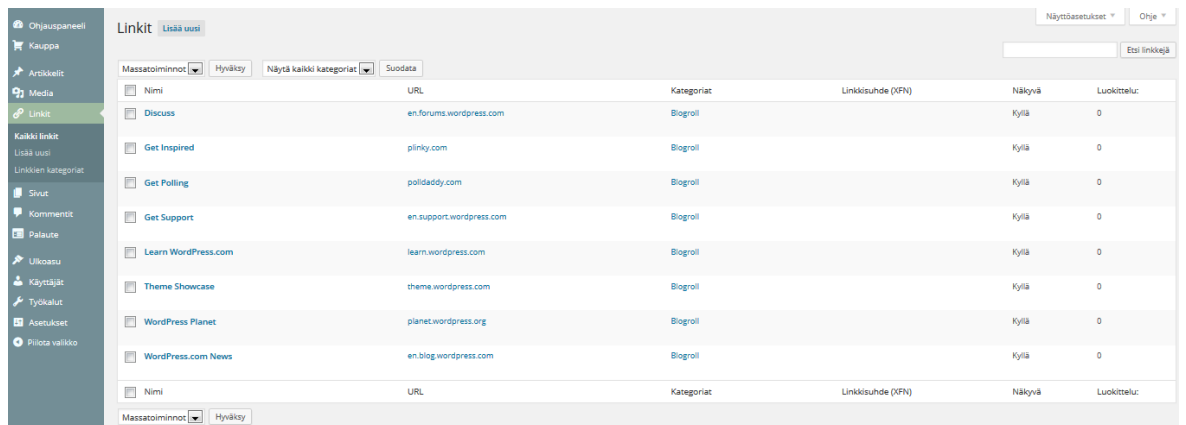 Ohjauspaneeli
Kauppa
Artikkelit
Media
Linkit
Kaikki linkit
Lisää uusi
Linkkien kategoriat
Sivut
Kommentit
Palaute
Ulkoasu
Käyttäjät
Työkalut
Asetukset
Piilota valikko
Näyttöasetukset Ohje
Linkit Lisää uusi
Etsi linkkejä
Massatoiminnot Hyväksy Näytä kaikki kategoriat Suodata
Nimi URL Kategoriat Linkkisuhde (XFN) Näkyvä Luokittelu:
Discuss en.forums.wordpress.com Blogroll Kyllä 0
Get Inspired plinky.com Blogroll Kyllä 0
Get Polling polldaddy.com Blogroll Kyllä 0
Get Support en.support.wordpress.com Blogroll Kyllä 0
Learn WordPress.com learn.wordpress.com Blogroll Kyllä 0
Theme Showcase theme.wordpress.com Blogroll Kyllä 0
WordPress Planet planet.wordpress.org Blogroll Kyllä 0
WordPress.com News en.blog.wordpress.com Blogroll Kyllä 0
Nimi URL Kategoriat Linkkisuhde (XFN) Näkyvä Luokittelu:
Massatoiminnot Hyväksy